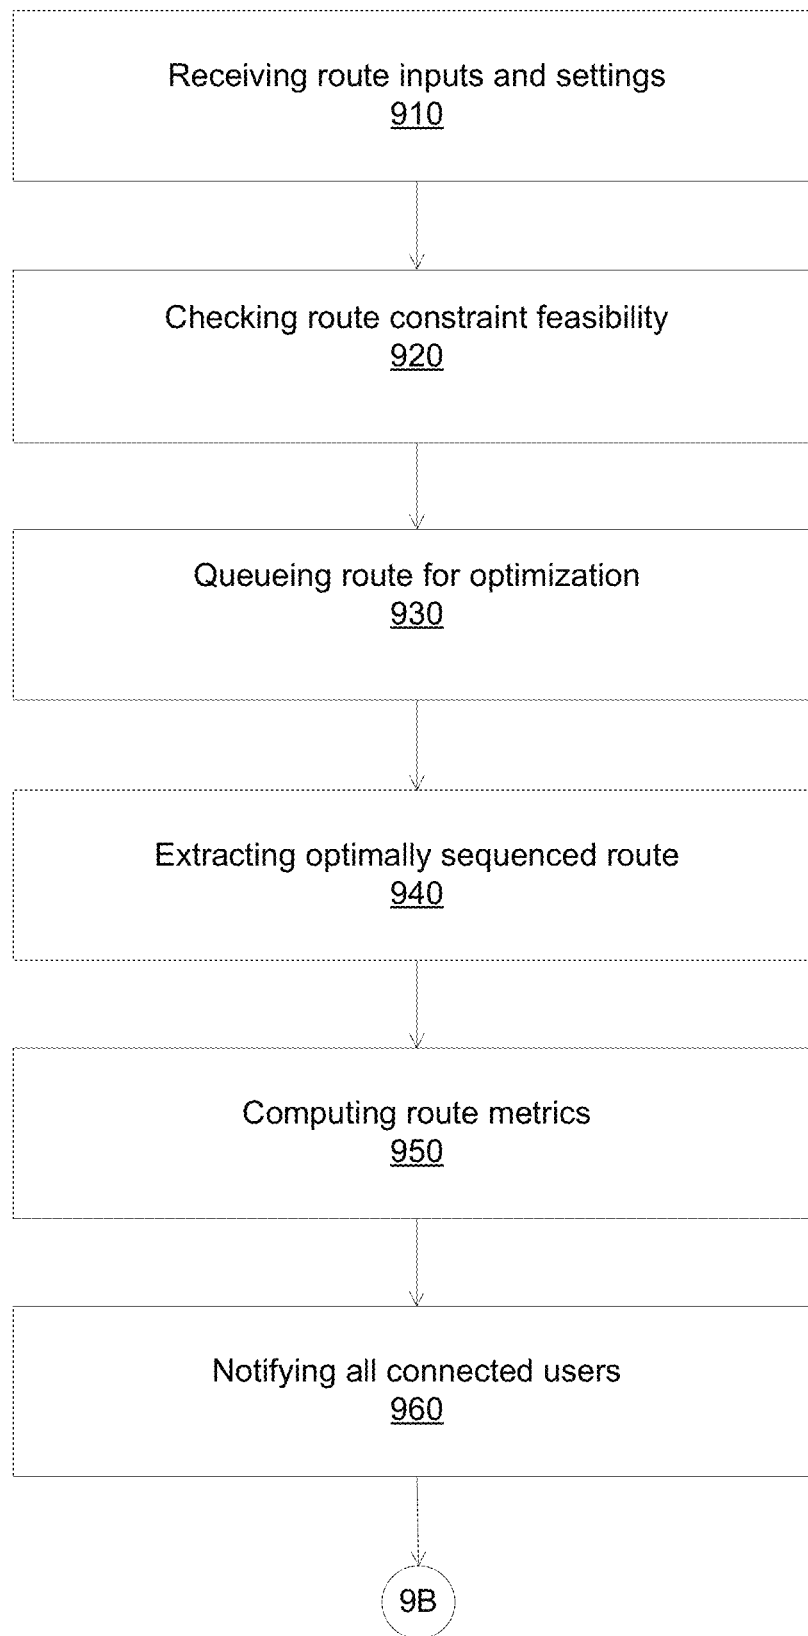 Receiving route inputs and settings
910
Checking route constraint feasibility
920
Queueing route for optimization
930
Extracting optimally sequenced route
940
Computing route metrics
950
Notifying all connected users
960
9B